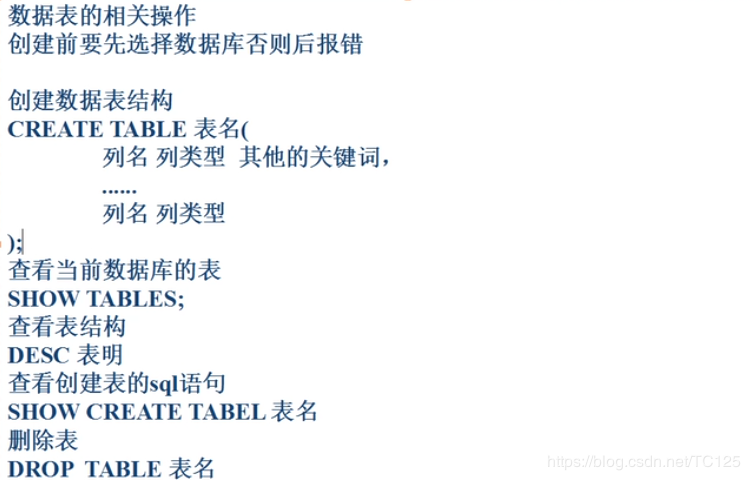 数据表的相关操作
创建前要先选择数据库否则后报错
创建数据表结构
CREATE TABLE 表名(
列名 列类型 其他的关键词,
......
列名 列类型
);
查看当前数据库的表
SHOW TABLES;
查看表结构
DESC 表明
查看创建表的sql语句
SHOW CREATE TABEL 表名
删除表
DROP TABLE 表名
https://blog.csdn.net/TC125